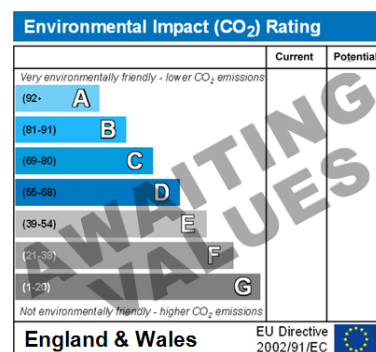 Environmental Impact (CO₂) Rating
Current Potential
Very environmentally friendly - lower CO₂ emissions
(92+ A
(81-91) B
(69-80) C
(55-68) D
(39-54) E
(21-38) F
(1-20) G
AWAITING
VALUES
Not environmentally friendly - higher CO₂ emissions
England & Wales
EU Directive
2002/91/EC